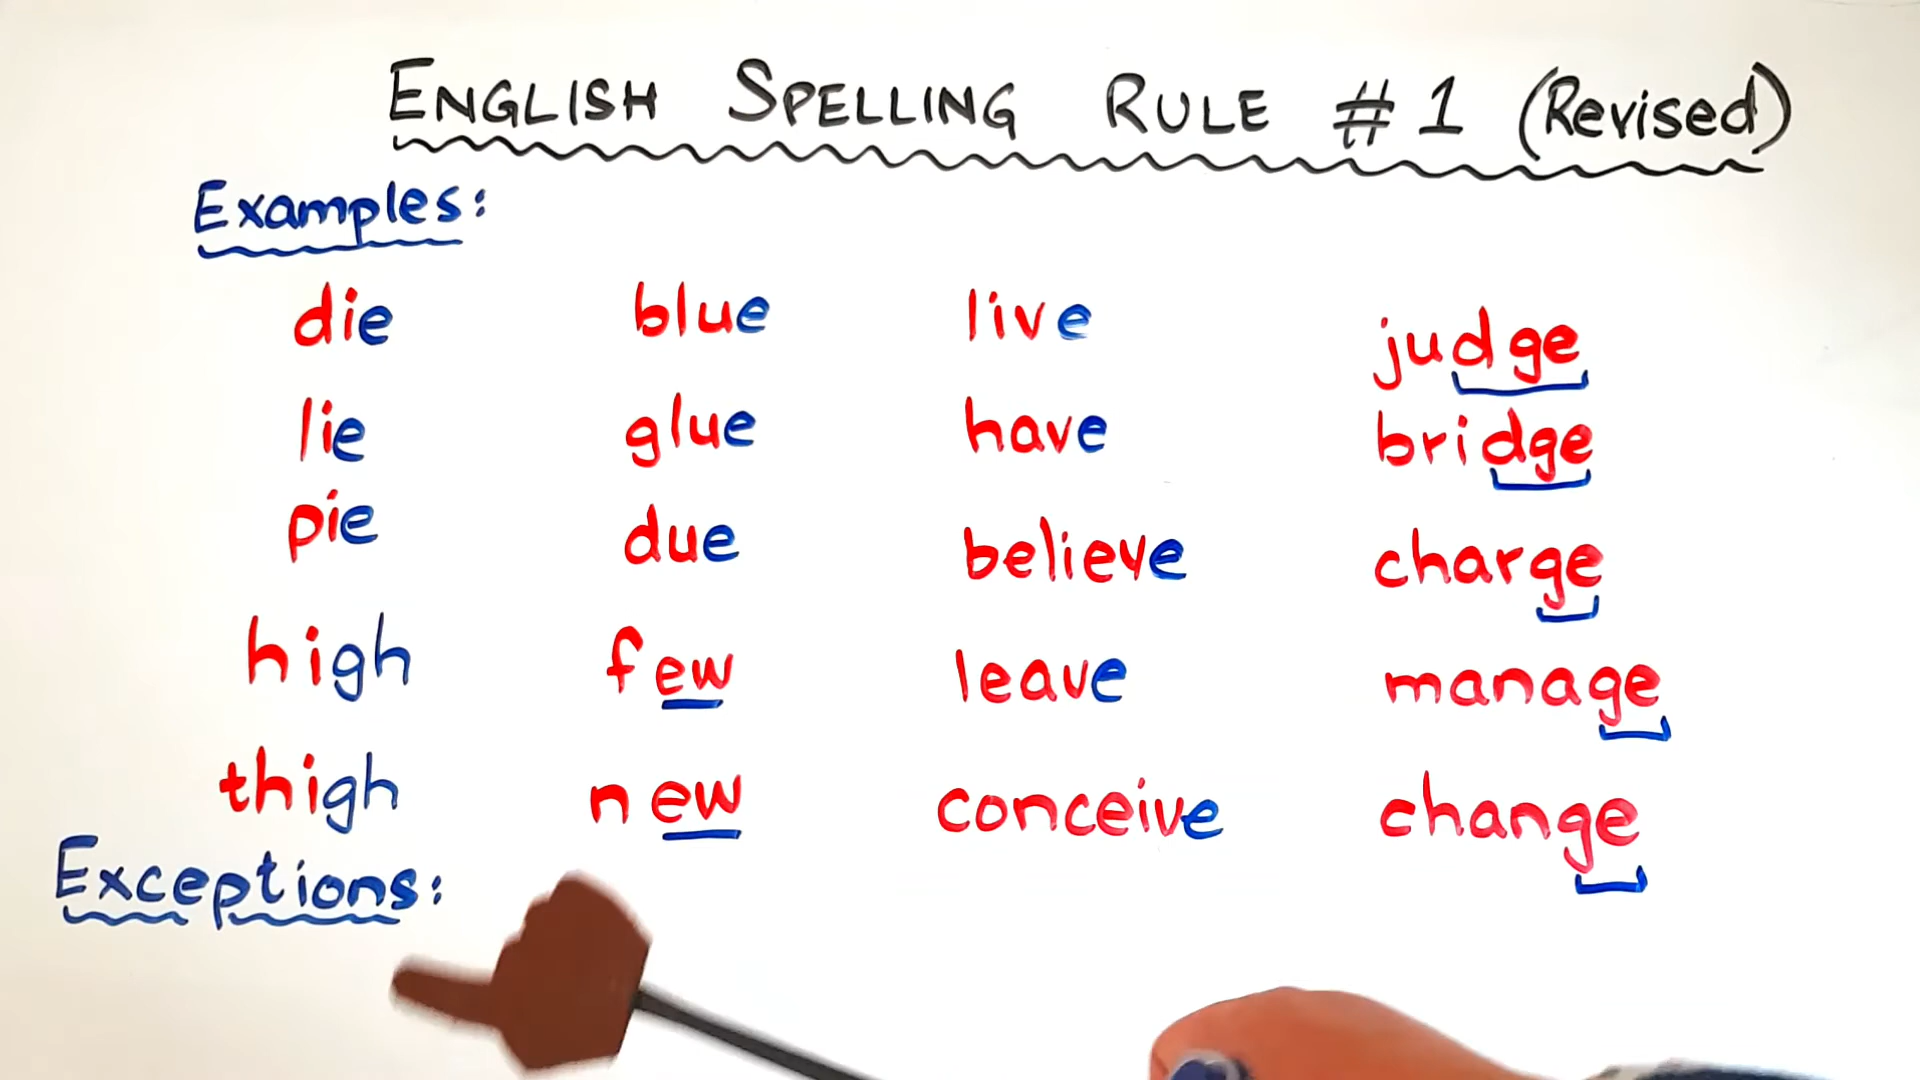 ENGLISH SPELLING RULE #1 (Revised)
Examples:
die blue live judge
lie glue have bridge
pie due believe charge
high few leave manage
thigh new conceive change
Exceptions: